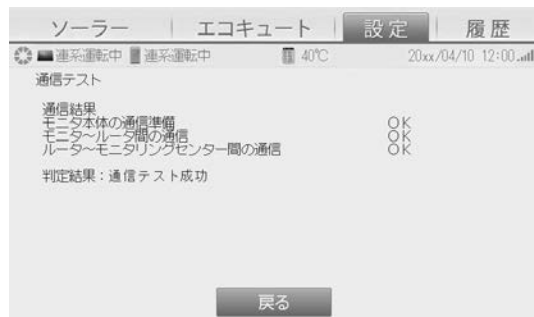 ソーラー エコキュート 設定 履歴
連系運転中 連系運転中 40℃ 20xx/04/10 12:00
通信テスト
通信結果
モニタ本体の通信準備 OK
モニタ～ルータ間の通信 OK
ルータ～モニタリングセンター間の通信 OK
判定結果：通信テスト成功
戻る